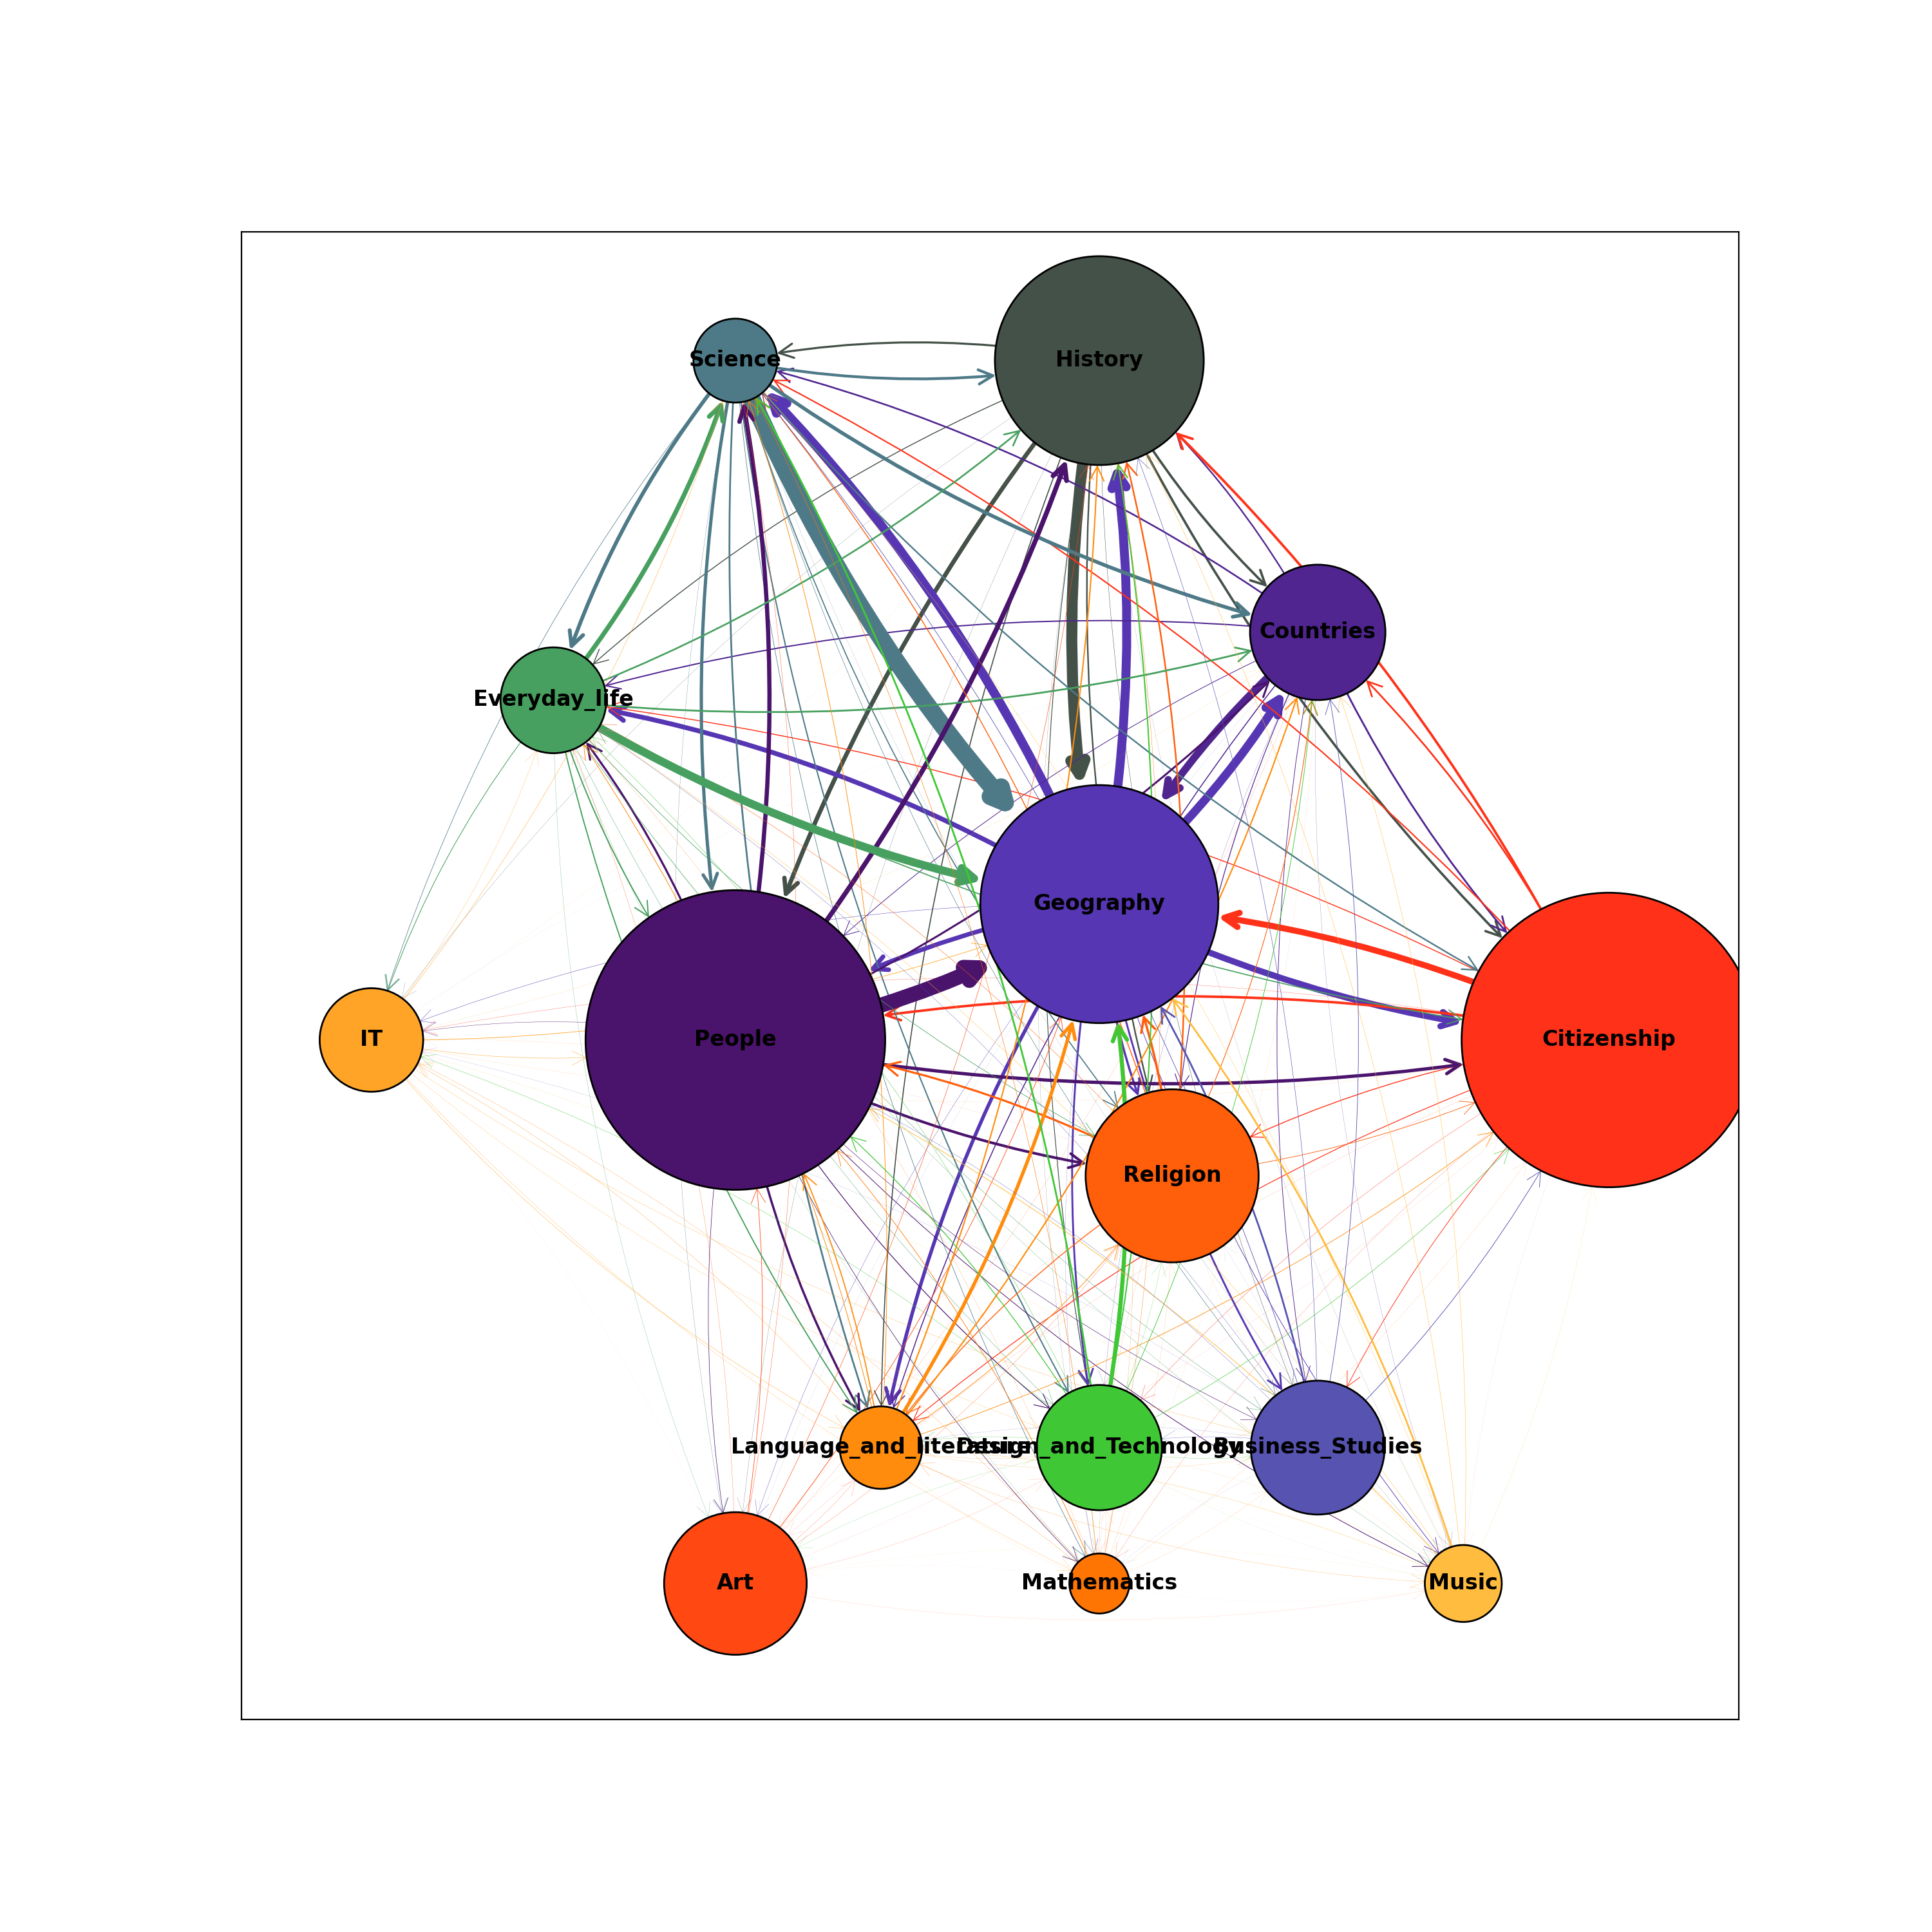 Science
History
Countries
Everyday_life
Geography
IT
People
Citizenship
Religion
Language_and_literature
Design_and_Technology
Business_Studies
Art
Mathematics
Music